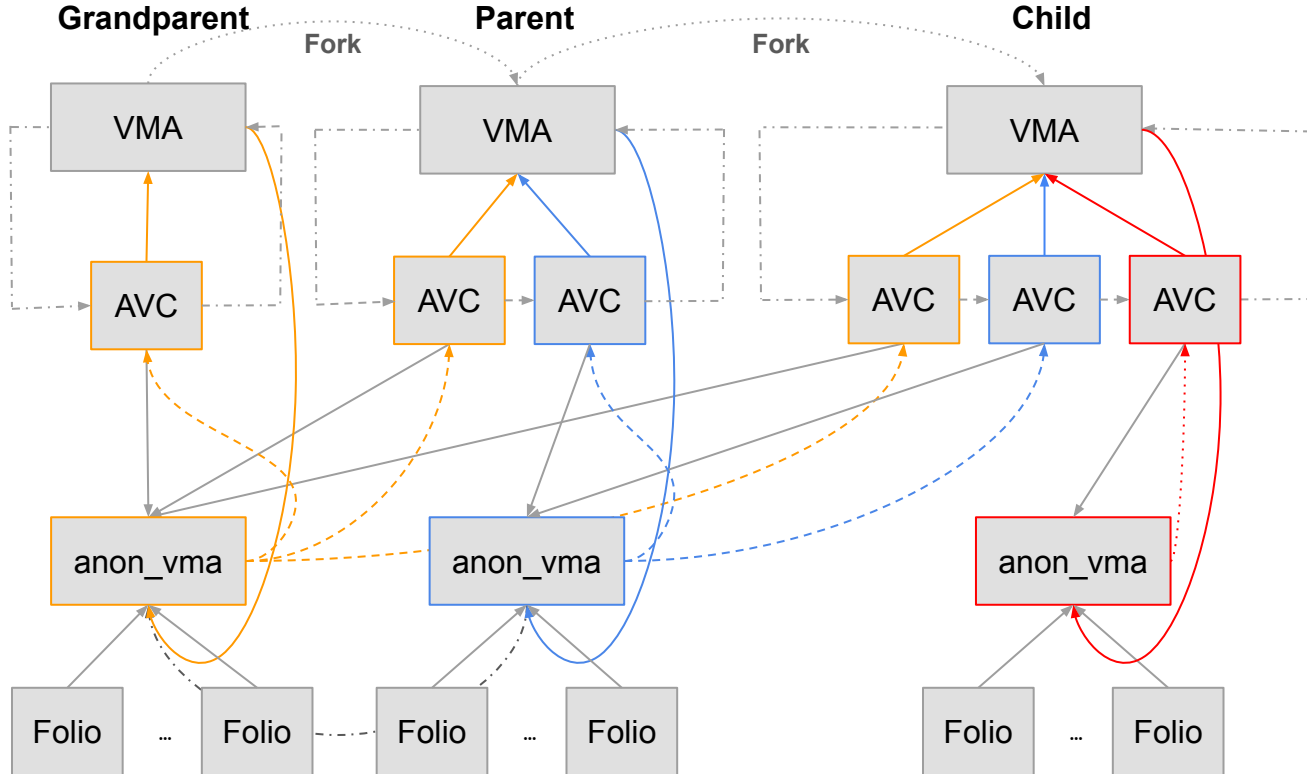 Grandparent
Parent
Child
Fork
Fork
VMA
VMA
VMA
AVC
AVC
AVC
AVC
AVC
AVC
anon_vma
anon_vma
anon_vma
Folio
...
Folio
Folio
...
Folio
Folio
...
Folio